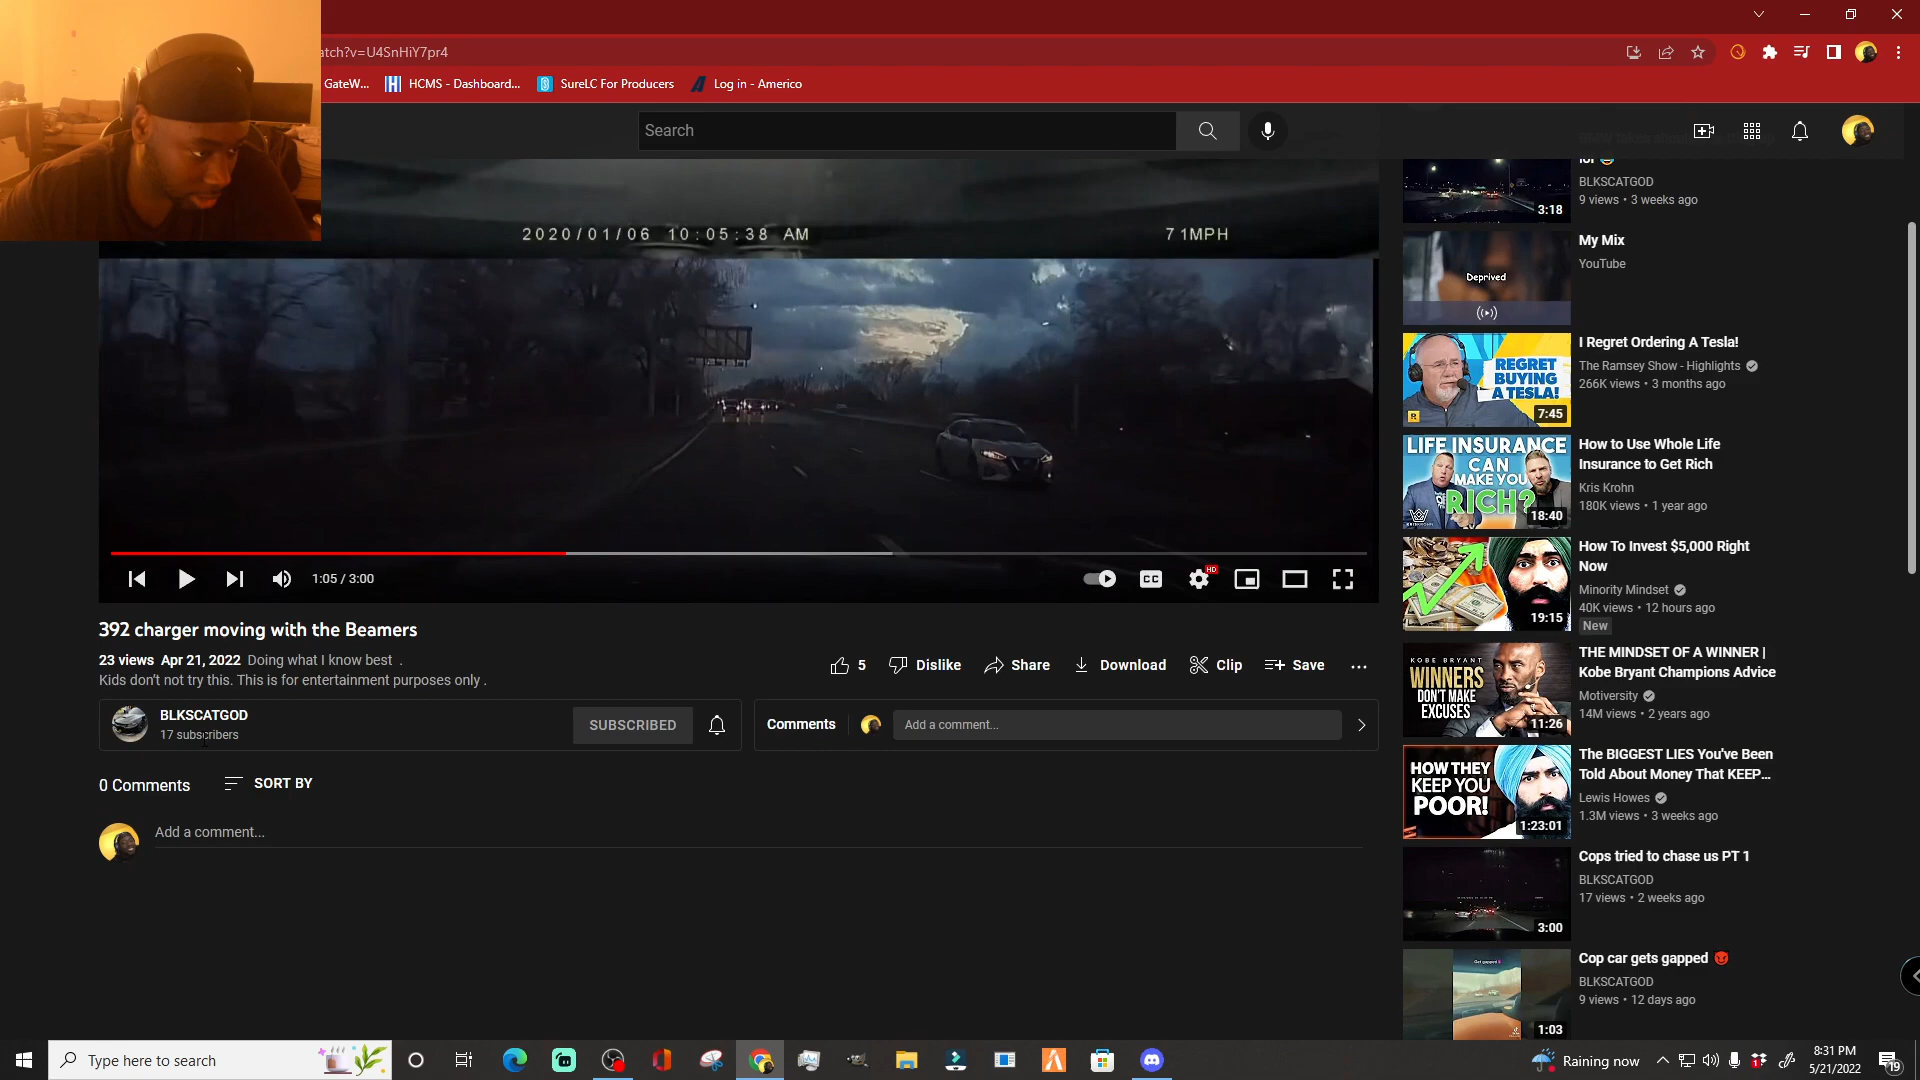 atch?v=U4SnHiY7pr4
GateW... HCMS - Dashboard... SureLC For Producers Log in - Americo
Search
2020/01/06 10:05:38 AM 71MPH
1:05 / 3:00 CC HD
392 charger moving with the Beamers
23 views Apr 21, 2022 Doing what I know best .
Kids don't not try this. This is for entertainment purposes only .
5 Dislike Share Download Clip Save
BLKSCATGOD
17 subscribers
SUBSCRIBED
Comments Add a comment...
0 Comments SORT BY
Add a comment...
lol
BLKSCATGOD
9 views • 3 weeks ago
3:18
My Mix
YouTube
Deprived
I Regret Ordering A Tesla!
The Ramsey Show - Highlights
266K views • 3 months ago
REGRET
BUYING
A TESLA!
R
7:45
How to Use Whole Life
Insurance to Get Rich
Kris Krohn
180K views • 1 year ago
LIFE INSURANCE
CAN
MAKE YOU
RICH?
18:40
How To Invest $5,000 Right
Now
Minority Mindset
40K views • 12 hours ago
New
19:15
THE MINDSET OF A WINNER |
Kobe Bryant Champions Advice
Motiversity
14M views • 2 years ago
KOBE BRYANT
WINNERS
DON'T MAKE
EXCUSES
11:26
The BIGGEST LIES You've Been
Told About Money That KEEP...
Lewis Howes
1.3M views • 3 weeks ago
HOW THEY
KEEP YOU
POOR!
1:23:01
Cops tried to chase us PT 1
BLKSCATGOD
17 views • 2 weeks ago
3:00
Cop car gets gapped
BLKSCATGOD
9 views • 12 days ago
Get gapped
1:03
Type here to search
Raining now
8:31 PM
5/21/2022
19